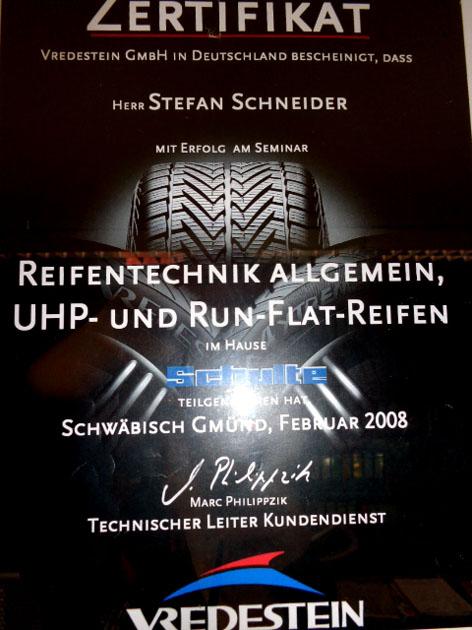 ZERTIFIKAT
VREDESTEIN GMBH IN DEUTSCHLAND BESCHEINIGT, DASS
HERR STEFAN SCHNEIDER
MIT ERFOLG AM SEMINAR
REIFENTECHNIK ALLGEMEIN,
UHP- UND RUN-FLAT-REIFEN
IM HAUSE
Schulte
TEILGENOMMEN HAT.
SCHWÄBISCH GMÜND, FEBRUAR 2008
J. Philippzik
MARC PHILIPPZIK
TECHNISCHER LEITER KUNDENDIENST
VREDESTEIN